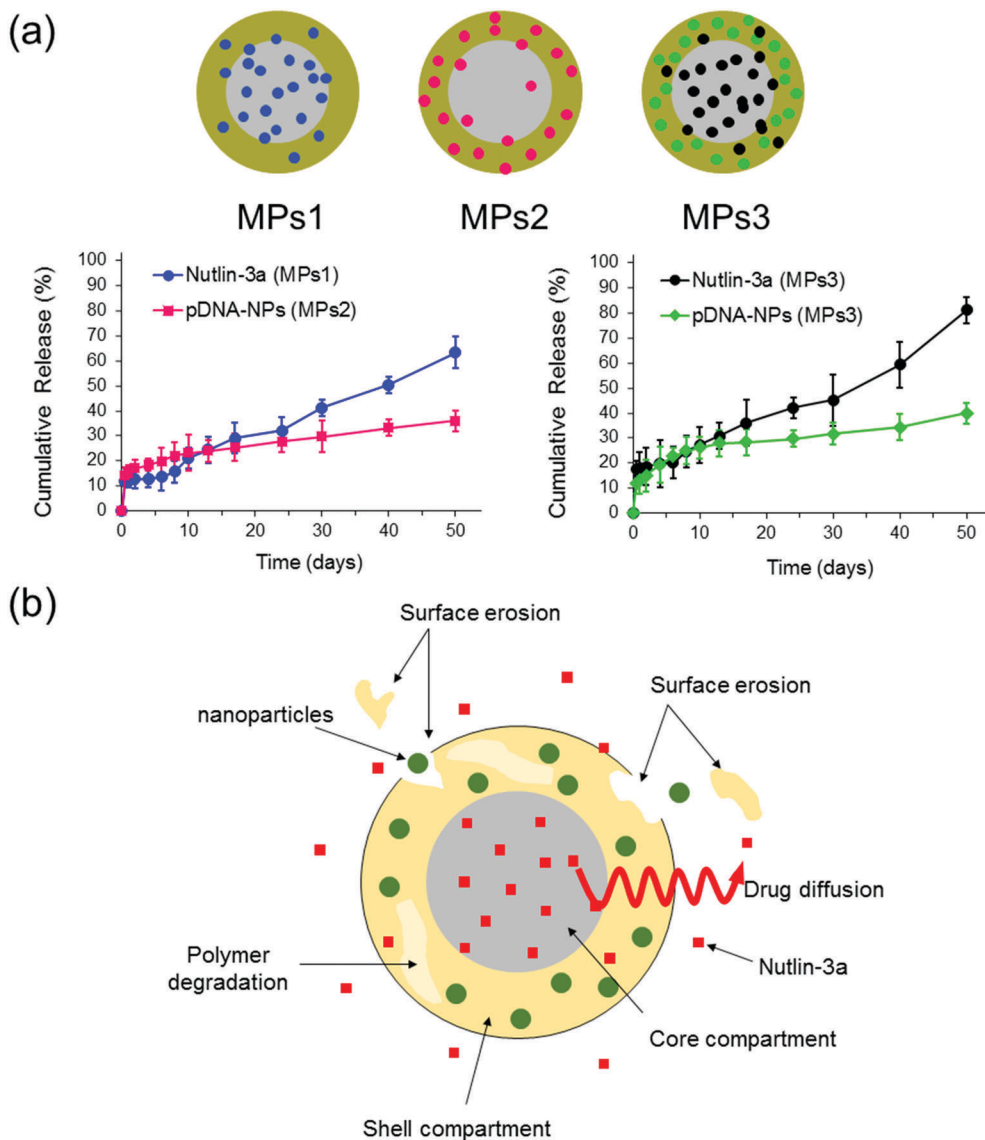 (a)
MPs1
MPs2
MPs3
Cumulative Release (%)
100
90
80
70
60
50
40
30
20
10
0
Nutlin-3a (MPs1)
pDNA-NPs (MPs2)
0
10
20
30
40
50
Time (days)
Cumulative Release (%)
100
90
80
70
60
50
40
30
20
10
0
Nutlin-3a (MPs3)
pDNA-NPs (MPs3)
0
10
20
30
40
50
Time (days)
(b)
Surface erosion
Surface erosion
nanoparticles
Drug diffusion
Polymer
degradation
Nutlin-3a
Core compartment
Shell compartment